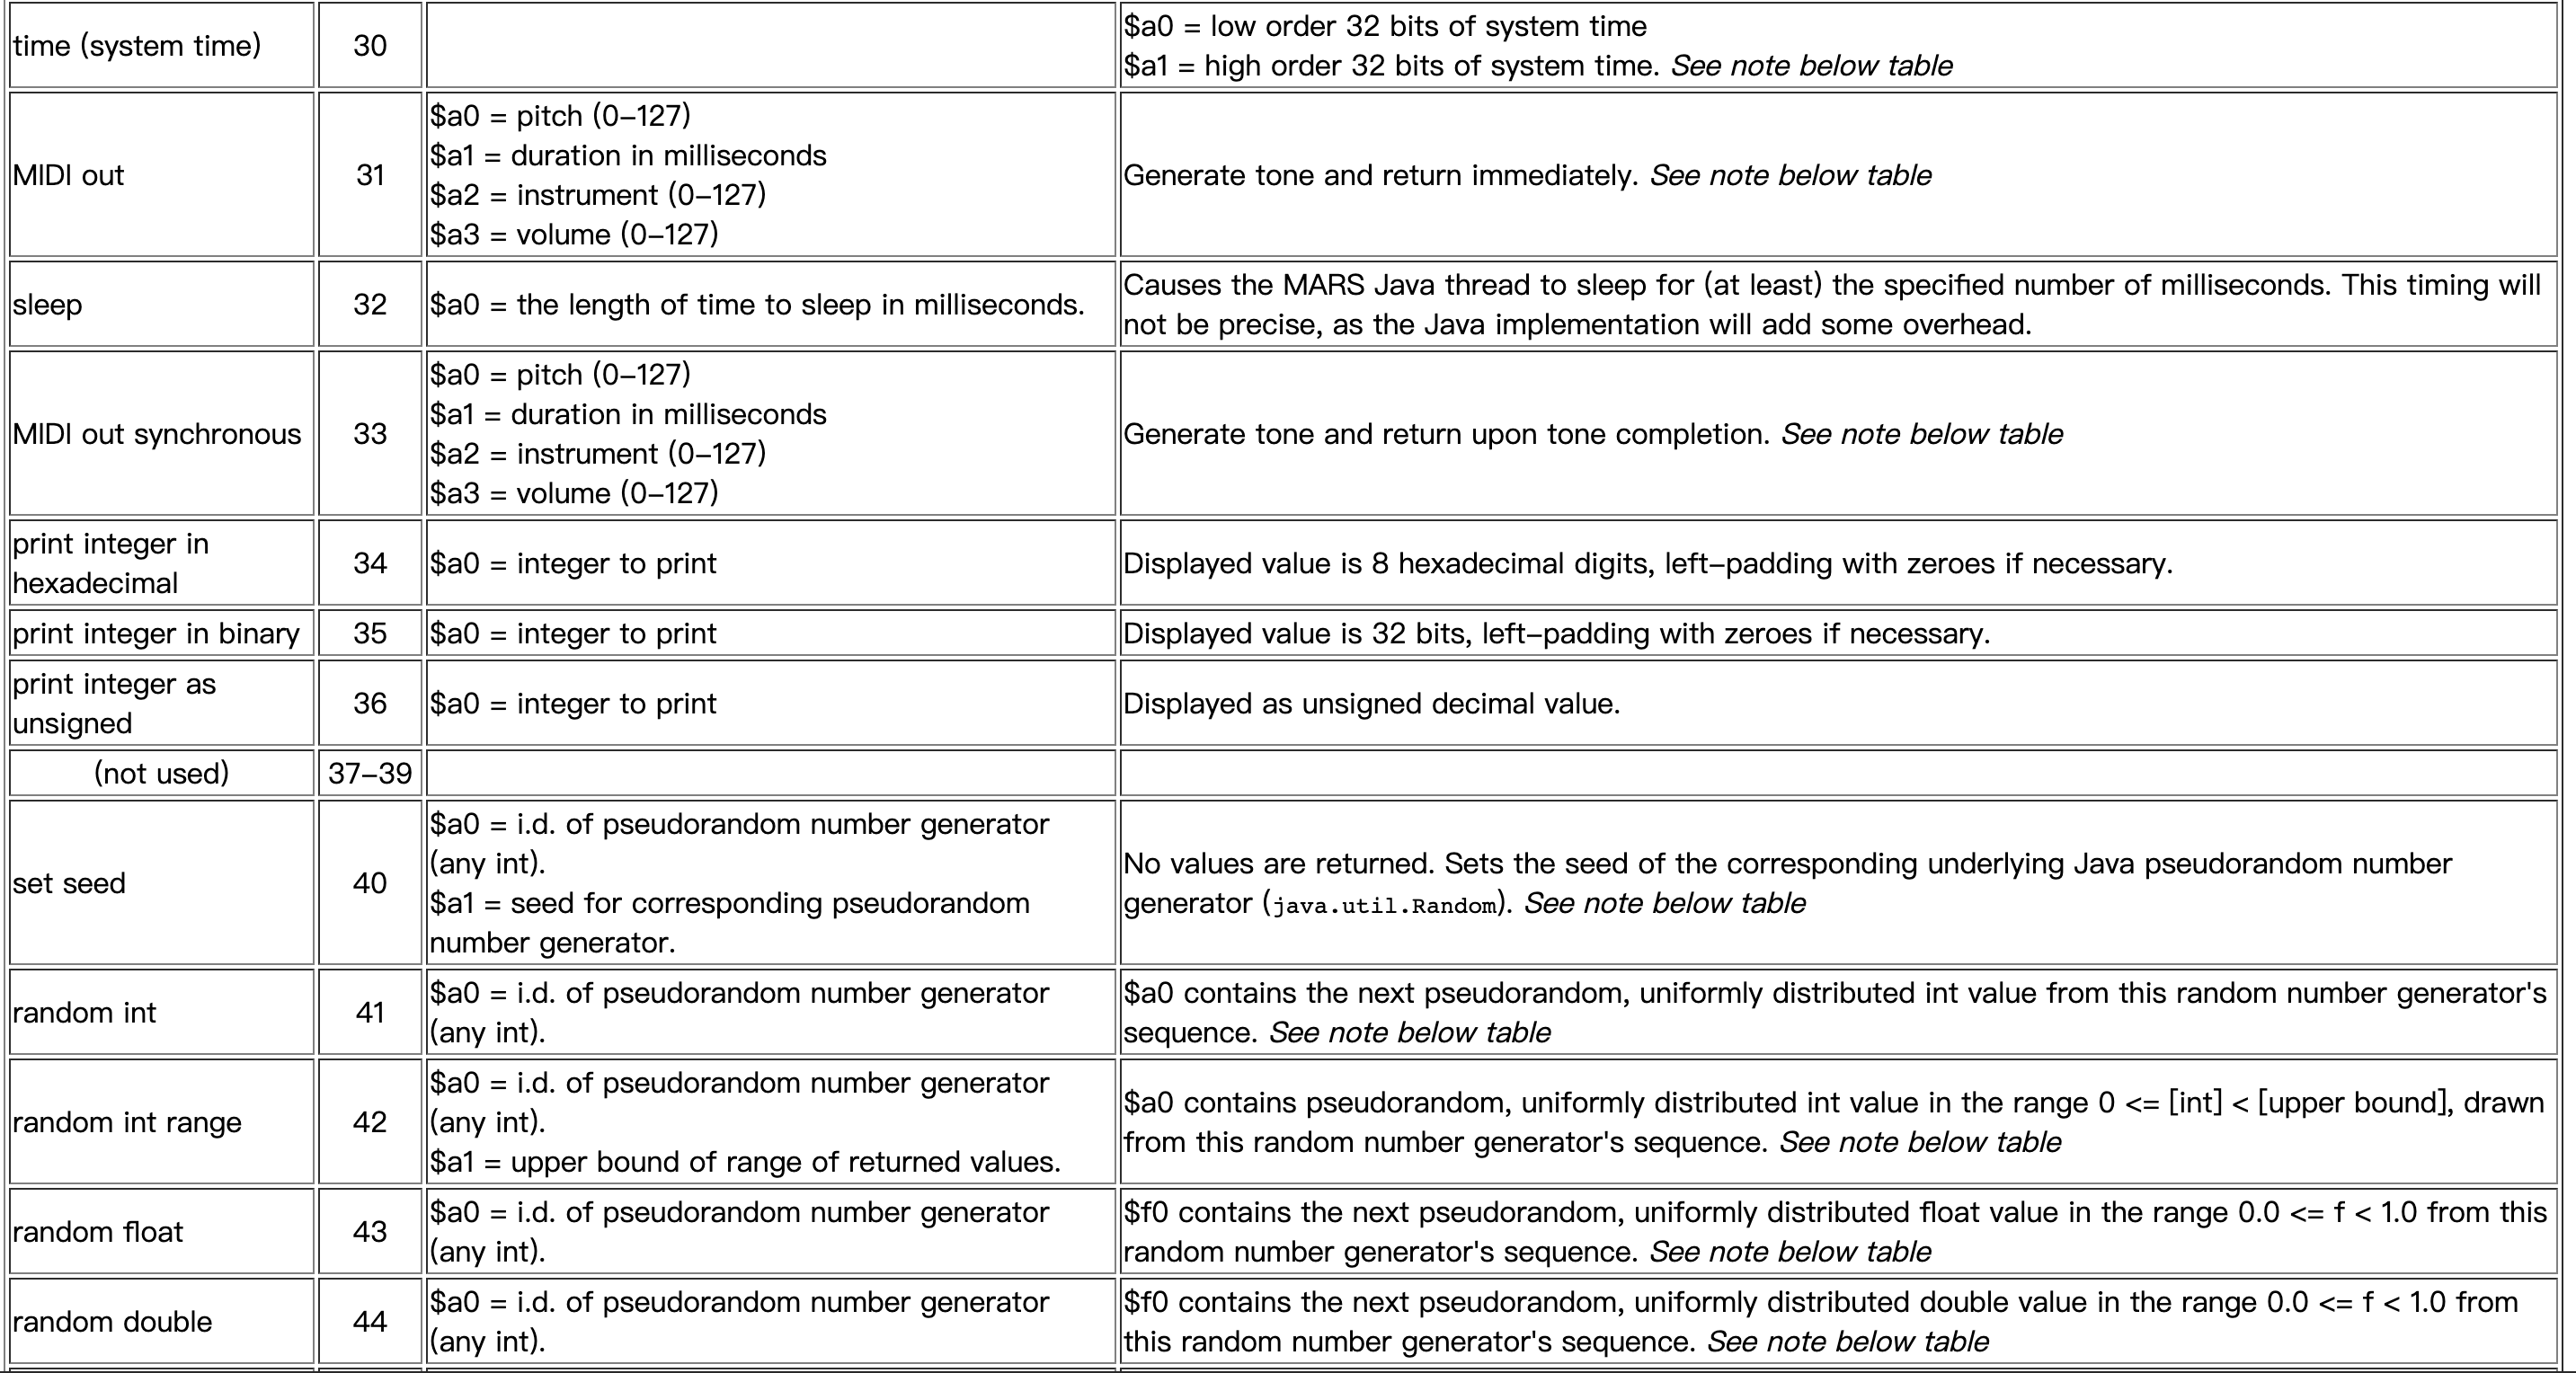 time (system time)
30
$a0 = low order 32 bits of system time
$a1 = high order 32 bits of system time. See note below table
MIDI out
31
$a0 = pitch (0–127)
$a1 = duration in milliseconds
$a2 = instrument (0–127)
$a3 = volume (0–127)
Generate tone and return immediately. See note below table
sleep
32
$a0 = the length of time to sleep in milliseconds.
Causes the MARS Java thread to sleep for (at least) the specified number of milliseconds. This timing will
not be precise, as the Java implementation will add some overhead.
MIDI out synchronous
33
$a0 = pitch (0–127)
$a1 = duration in milliseconds
$a2 = instrument (0–127)
$a3 = volume (0–127)
Generate tone and return upon tone completion. See note below table
print integer in
hexadecimal
34
$a0 = integer to print
Displayed value is 8 hexadecimal digits, left–padding with zeroes if necessary.
print integer in binary
35
$a0 = integer to print
Displayed value is 32 bits, left–padding with zeroes if necessary.
print integer as
unsigned
36
$a0 = integer to print
Displayed as unsigned decimal value.
(not used)
37–39
set seed
40
$a0 = i.d. of pseudorandom number generator
(any int).
$a1 = seed for corresponding pseudorandom
number generator.
No values are returned. Sets the seed of the corresponding underlying Java pseudorandom number
generator (java.util.Random). See note below table
random int
41
$a0 = i.d. of pseudorandom number generator
(any int).
$a0 contains the next pseudorandom, uniformly distributed int value from this random number generator's
sequence. See note below table
random int range
42
$a0 = i.d. of pseudorandom number generator
(any int).
$a1 = upper bound of range of returned values.
$a0 contains pseudorandom, uniformly distributed int value in the range 0 <= [int] < [upper bound], drawn
from this random number generator's sequence. See note below table
random float
43
$a0 = i.d. of pseudorandom number generator
(any int).
$f0 contains the next pseudorandom, uniformly distributed float value in the range 0.0 <= f < 1.0 from this
random number generator's sequence. See note below table
random double
44
$a0 = i.d. of pseudorandom number generator
(any int).
$f0 contains the next pseudorandom, uniformly distributed double value in the range 0.0 <= f < 1.0 from
this random number generator's sequence. See note below table